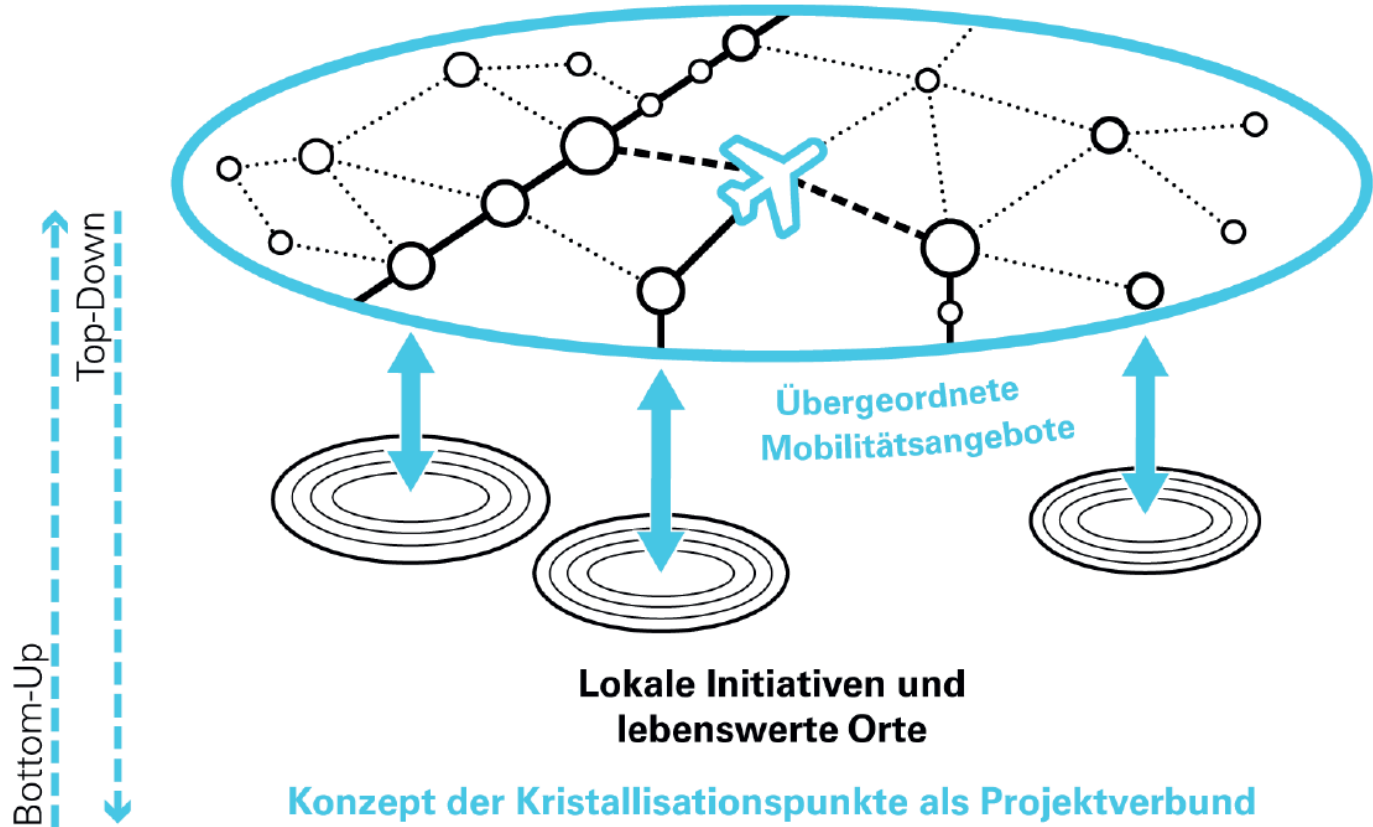 Top-Down
Bottom-Up
Übergeordnete
Mobilitätsangebote
Lokale Initiativen und
lebenswerte Orte
Konzept der Kristallisationspunkte als Projektverbund